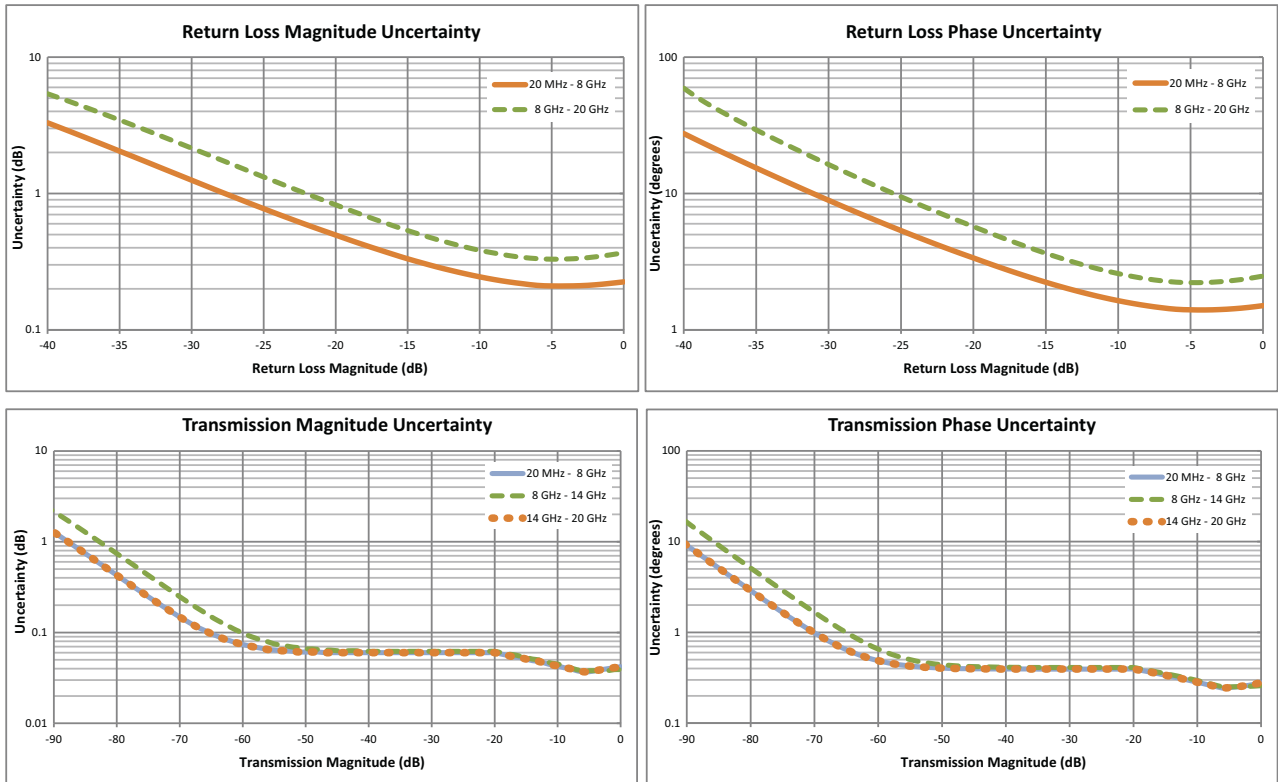 Return Loss Magnitude Uncertainty
10
1
0.1
Uncertainty (dB)
20 MHz - 8 GHz
8 GHz - 20 GHz
-40 -35 -30 -25 -20 -15 -10 -5 0
Return Loss Magnitude (dB)
Return Loss Phase Uncertainty
100
10
1
Uncertainty (degrees)
20 MHz - 8 GHz
8 GHz - 20 GHz
-40 -35 -30 -25 -20 -15 -10 -5 0
Return Loss Magnitude (dB)
Transmission Magnitude Uncertainty
10
1
0.1
0.01
Uncertainty (dB)
20 MHz - 8 GHz
8 GHz - 14 GHz
14 GHz - 20 GHz
-90 -80 -70 -60 -50 -40 -30 -20 -10 0
Transmission Magnitude (dB)
Transmission Phase Uncertainty
100
10
1
0.1
Uncertainty (degrees)
20 MHz - 8 GHz
8 GHz - 14 GHz
14 GHz - 20 GHz
-90 -80 -70 -60 -50 -40 -30 -20 -10 0
Transmission Magnitude (dB)